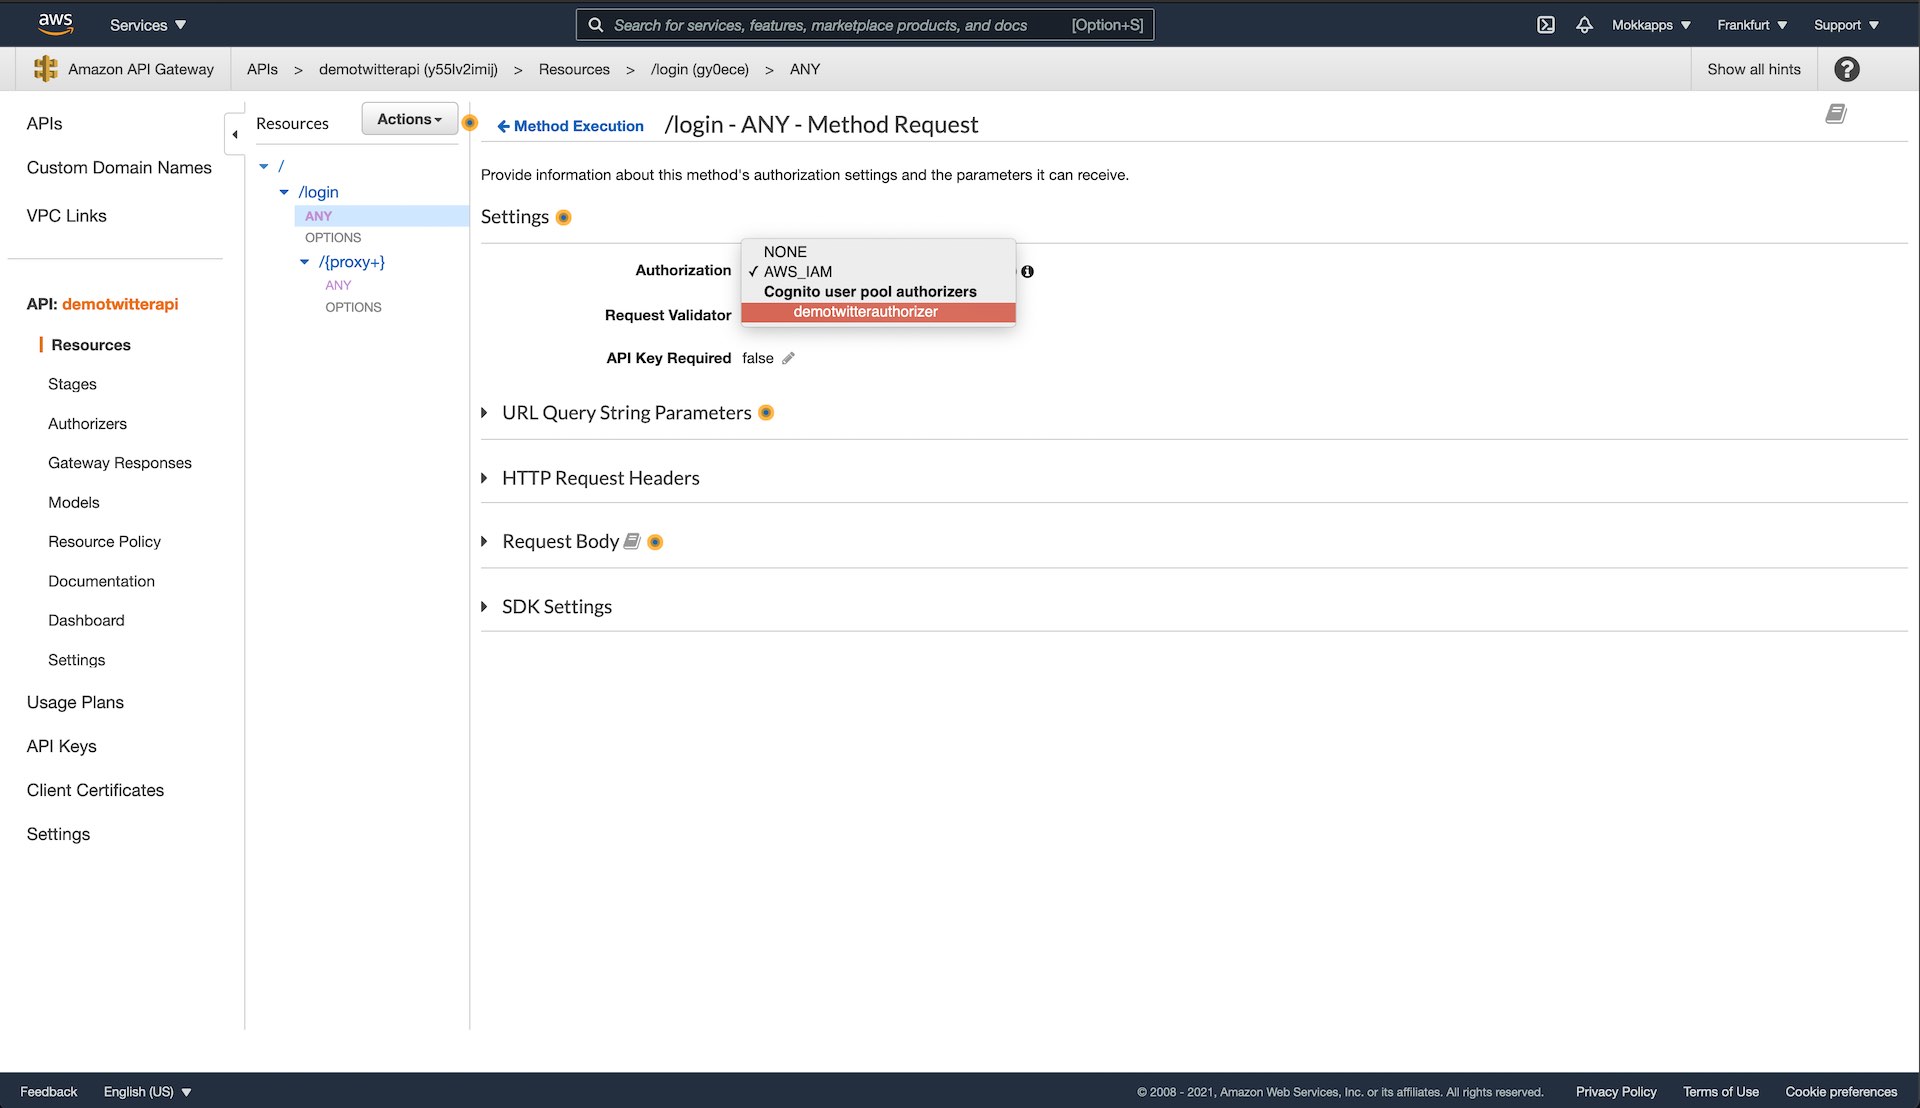 aws Services Search for services, features, marketplace products, and docs [Option+S] Mokkapps Frankfurt Support
Amazon API Gateway APIs > demotwitterapi (y55lv2imij) > Resources > /login (gy0ece) > ANY Show all hints ?
APIs
Custom Domain Names
VPC Links
API: demotwitterapi
Resources
Stages
Authorizers
Gateway Responses
Models
Resource Policy
Documentation
Dashboard
Settings
Usage Plans
API Keys
Client Certificates
Settings
Resources Actions
/
/login
ANY
OPTIONS
/{proxy+}
ANY
OPTIONS
Method Execution /login - ANY - Method Request
Provide information about this method's authorization settings and the parameters it can receive.
Settings
Authorization
NONE
✓ AWS_IAM
Cognito user pool authorizers
demotwitterauthorizer
Request Validator
API Key Required false
URL Query String Parameters
HTTP Request Headers
Request Body
SDK Settings
Feedback English (US) © 2008 - 2021, Amazon Web Services, Inc. or its affiliates. All rights reserved. Privacy Policy Terms of Use Cookie preferences